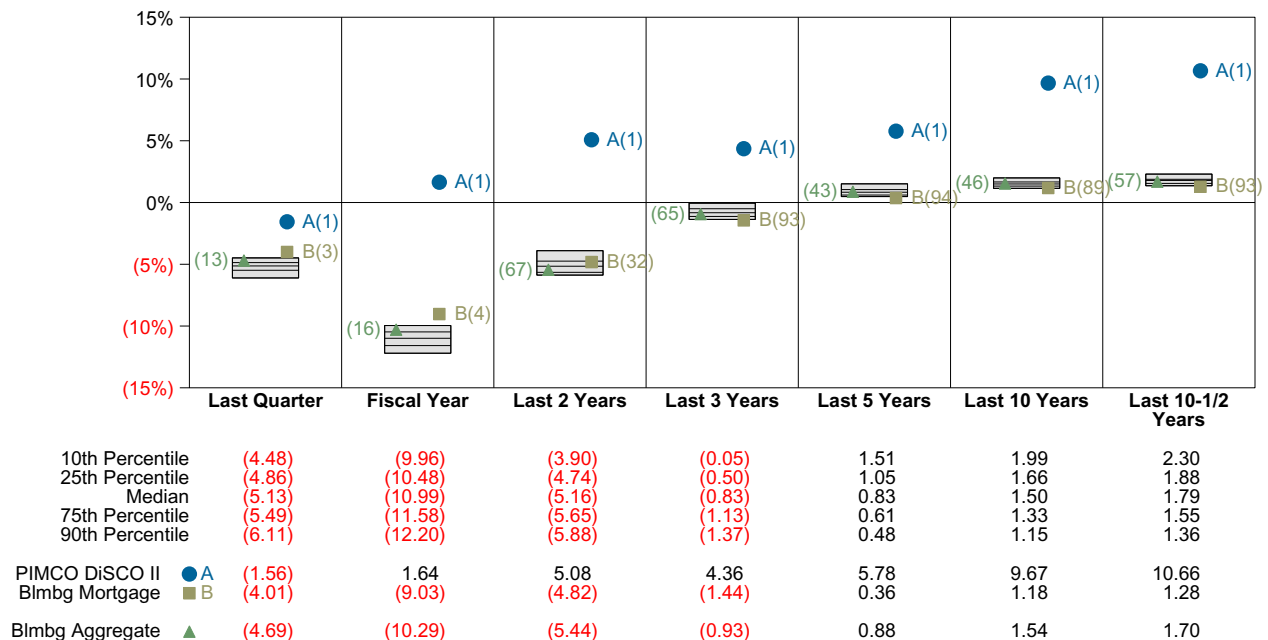 15%
10%
5%
0%
(5%)
(10%)
(15%)
A(1)
B(3)
(13)
A(1)
B(4)
(16)
A(1)
B(32)
(67)
A(1)
B(93)
(65)
A(1)
B(94)
(43)
A(1)
B(89)
(46)
A(1)
B(93)
(57)
Last Quarter Fiscal Year Last 2 Years Last 3 Years Last 5 Years Last 10 Years Last 10-1/2
Years
10th Percentile (4.48) (9.96) (3.90) (0.05) 1.51 1.99 2.30
25th Percentile (4.86) (10.48) (4.74) (0.50) 1.05 1.66 1.88
Median (5.13) (10.99) (5.16) (0.83) 0.83 1.50 1.79
75th Percentile (5.49) (11.58) (5.65) (1.13) 0.61 1.33 1.55
90th Percentile (6.11) (12.20) (5.88) (1.37) 0.48 1.15 1.36
PIMCO DiSCO II A (1.56) 1.64 5.08 4.36 5.78 9.67 10.66
Blmbg Mortgage B (4.01) (9.03) (4.82) (1.44) 0.36 1.18 1.28
Blmbg Aggregate (4.69) (10.29) (5.44) (0.93) 0.88 1.54 1.70